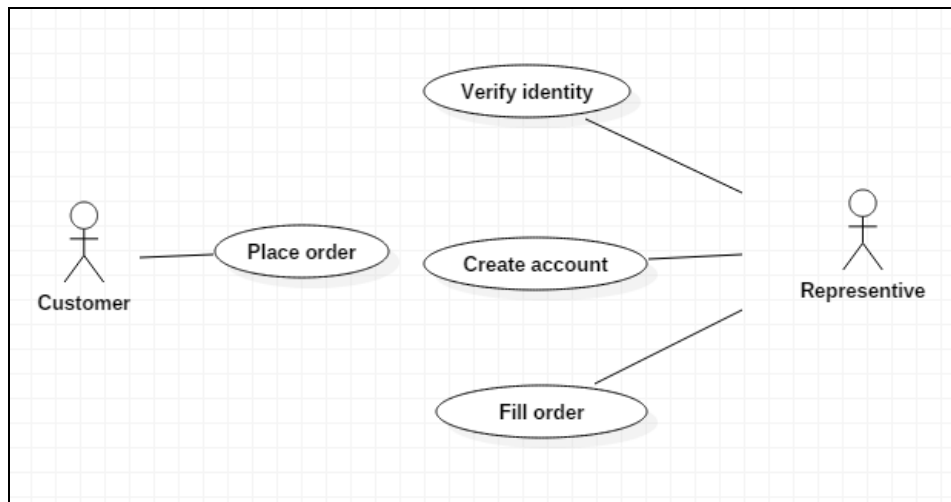 Verify identity
Place order
Create account
Customer
Representive
Fill order